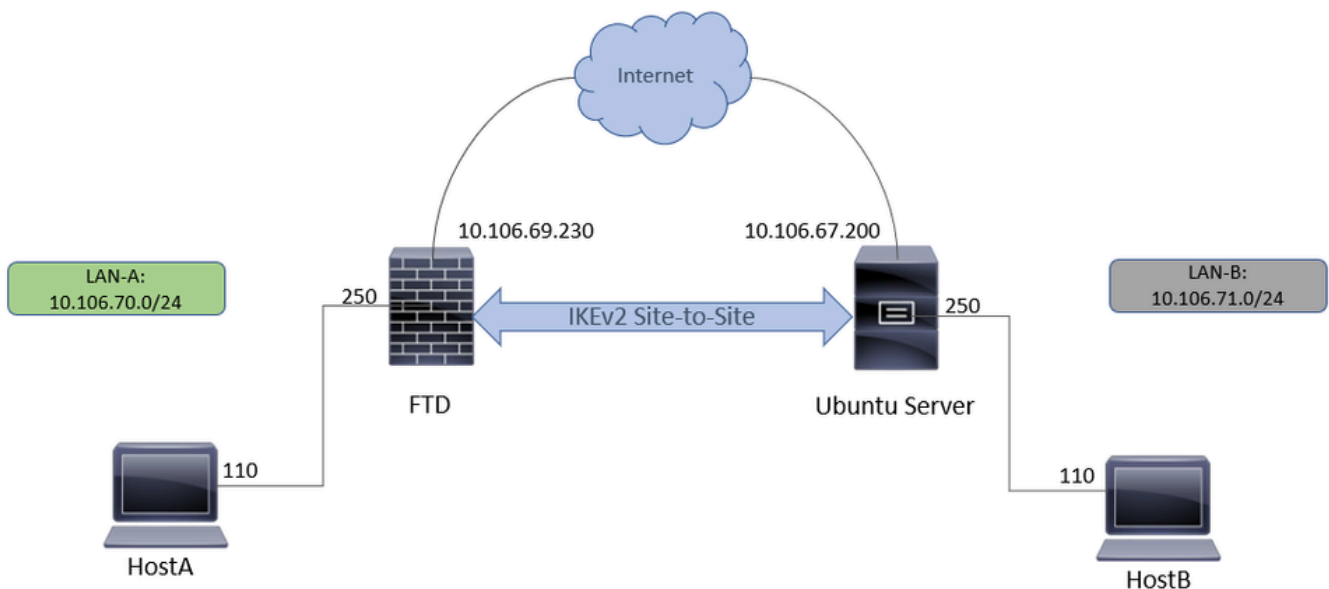 Internet
10.106.69.230
10.106.67.200
LAN-A:
10.106.70.0/24
LAN-B:
10.106.71.0/24
250
IKEv2 Site-to-Site
250
FTD
Ubuntu Server
110
110
HostA
HostB